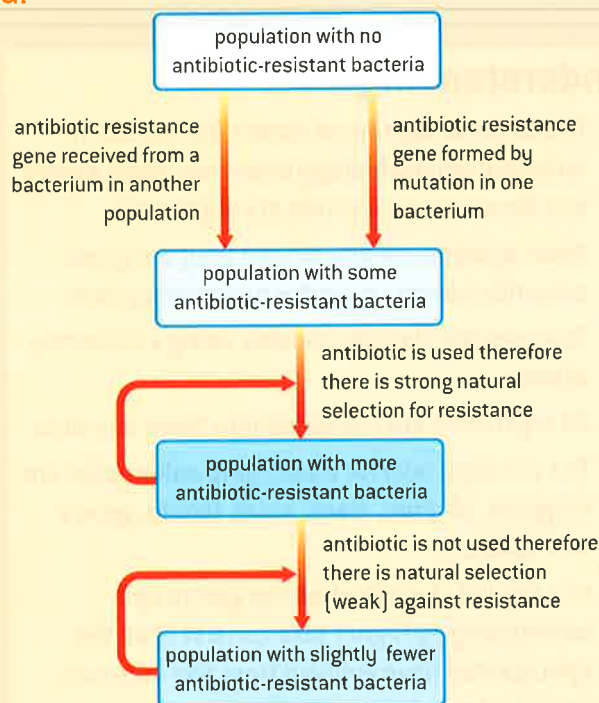 population with no
antibiotic-resistant bacteria
antibiotic resistance
gene received from a
bacterium in another
population
antibiotic resistance
gene formed by
mutation in one
bacterium
population with some
antibiotic-resistant bacteria
antibiotic is used therefore
there is strong natural
selection for resistance
population with more
antibiotic-resistant bacteria
antibiotic is not used therefore
there is natural selection
(weak) against resistance
population with slightly fewer
antibiotic-resistant bacteria